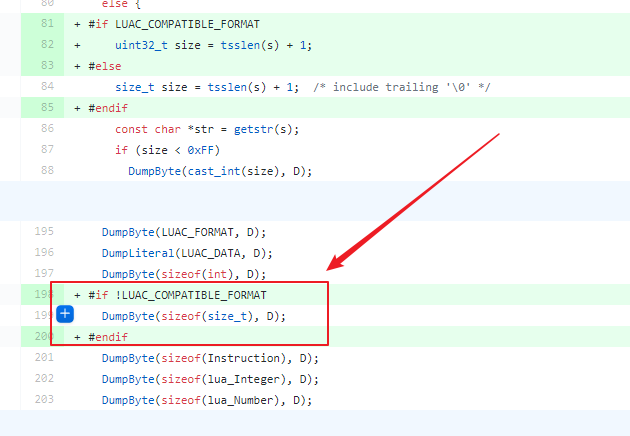 80 else {
81 + #if LUAC_COMPATIBLE_FORMAT
82 + uint32_t size = tsslen(s) + 1;
83 + #else
84 size_t size = tsslen(s) + 1; /* include trailing '\0' */
85 + #endif
86 const char *str = getstr(s);
87 if (size < 0xFF)
88 DumpByte(cast_int(size), D);
195 DumpByte(LUAC_FORMAT, D);
196 DumpLiteral(LUAC_DATA, D);
197 DumpByte(sizeof(int), D);
198 + #if !LUAC_COMPATIBLE_FORMAT
199 DumpByte(sizeof(size_t), D);
200 + #endif
201 DumpByte(sizeof(Instruction), D);
202 DumpByte(sizeof(lua_Integer), D);
203 DumpByte(sizeof(lua_Number), D);